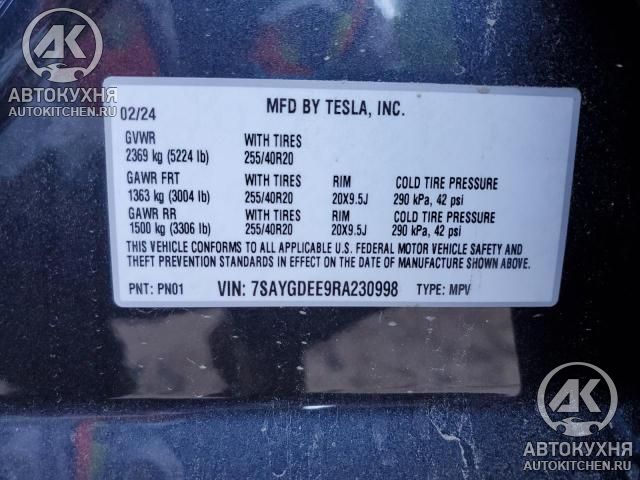 AK
АВТОКУХНЯ
AUTOKITCHEN.RU
02/24 MFD BY TESLA, INC.
GVWR WITH TIRES
2369 kg (5224 lb) 255/40R20
GAWR FRT WITH TIRES RIM COLD TIRE PRESSURE
1363 kg (3004 lb) 255/40R20 20X9.5J 290 kPa, 42 psi
GAWR RR WITH TIRES RIM COLD TIRE PRESSURE
1500 kg (3306 lb) 255/40R20 20X9.5J 290 kPa, 42 psi
THIS VEHICLE CONFORMS TO ALL APPLICABLE U.S. FEDERAL MOTOR VEHICLE SAFETY AND
THEFT PREVENTION STANDARDS IN EFFECT ON THE DATE OF MANUFACTURE SHOWN ABOVE.
PNT: PN01 VIN: 7SAYGDEE9RA230998 TYPE: MPV
AK
АВТОКУХНЯ
AUTOKITCHEN.RU